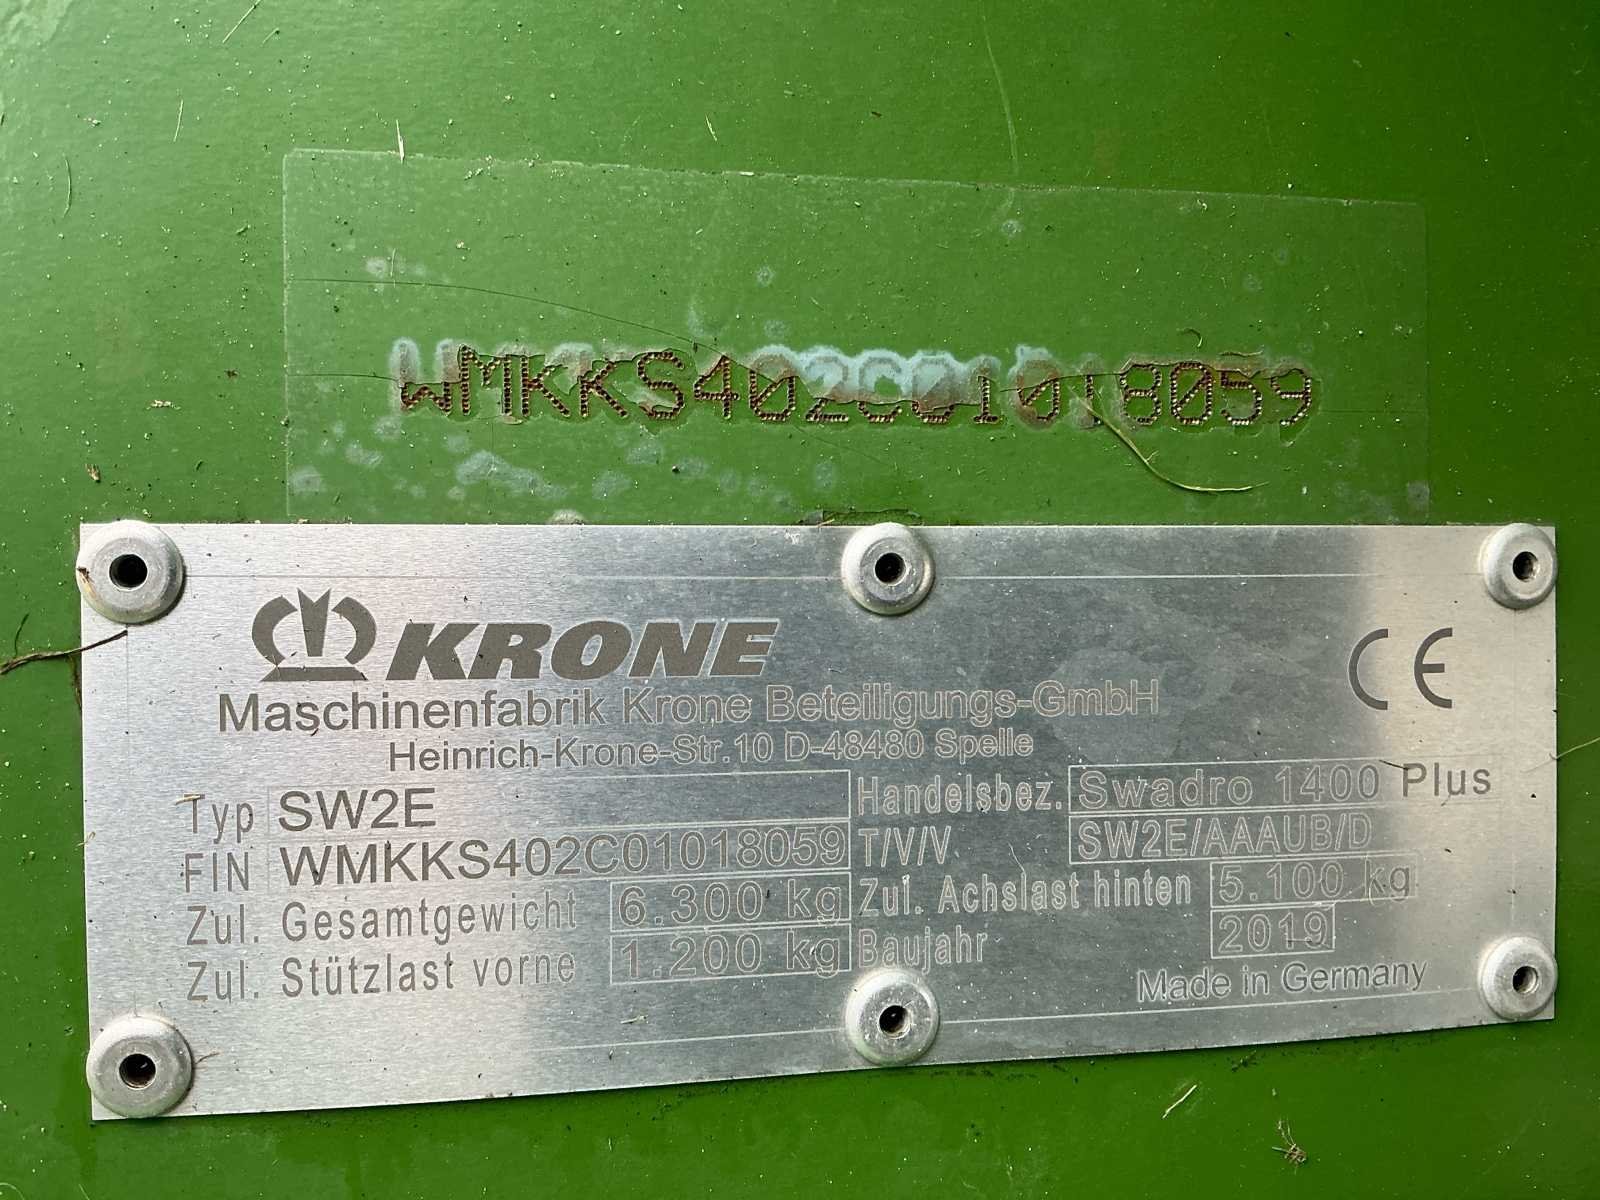 WMKKS402C01018059
KRONE
CE
Maschinenfabrik Krone Beteiligungs-GmbH
Heinrich-Krone-Str.10 D-48480 Spelle
Typ SW2E
Handelsbez. Swadro 1400 Plus
FIN WMKKS402C01018059
T/V/V SW2E/AAAUB/D
Zul. Gesamtgewicht 6.300 kg
Zul. Achslast hinten 5.100 kg
Zul. Stützlast vorne 1.200 kg
Baujahr 2019
Made in Germany